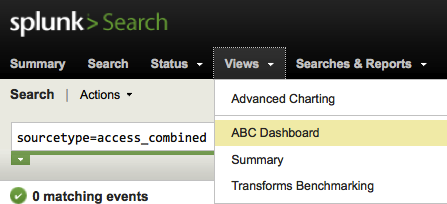 splunk> Search
Summary Search Status Views Searches & Reports
Search | Actions
Advanced Charting
sourcetype=access_combined
ABC Dashboard
Summary
0 matching events
Transforms Benchmarking